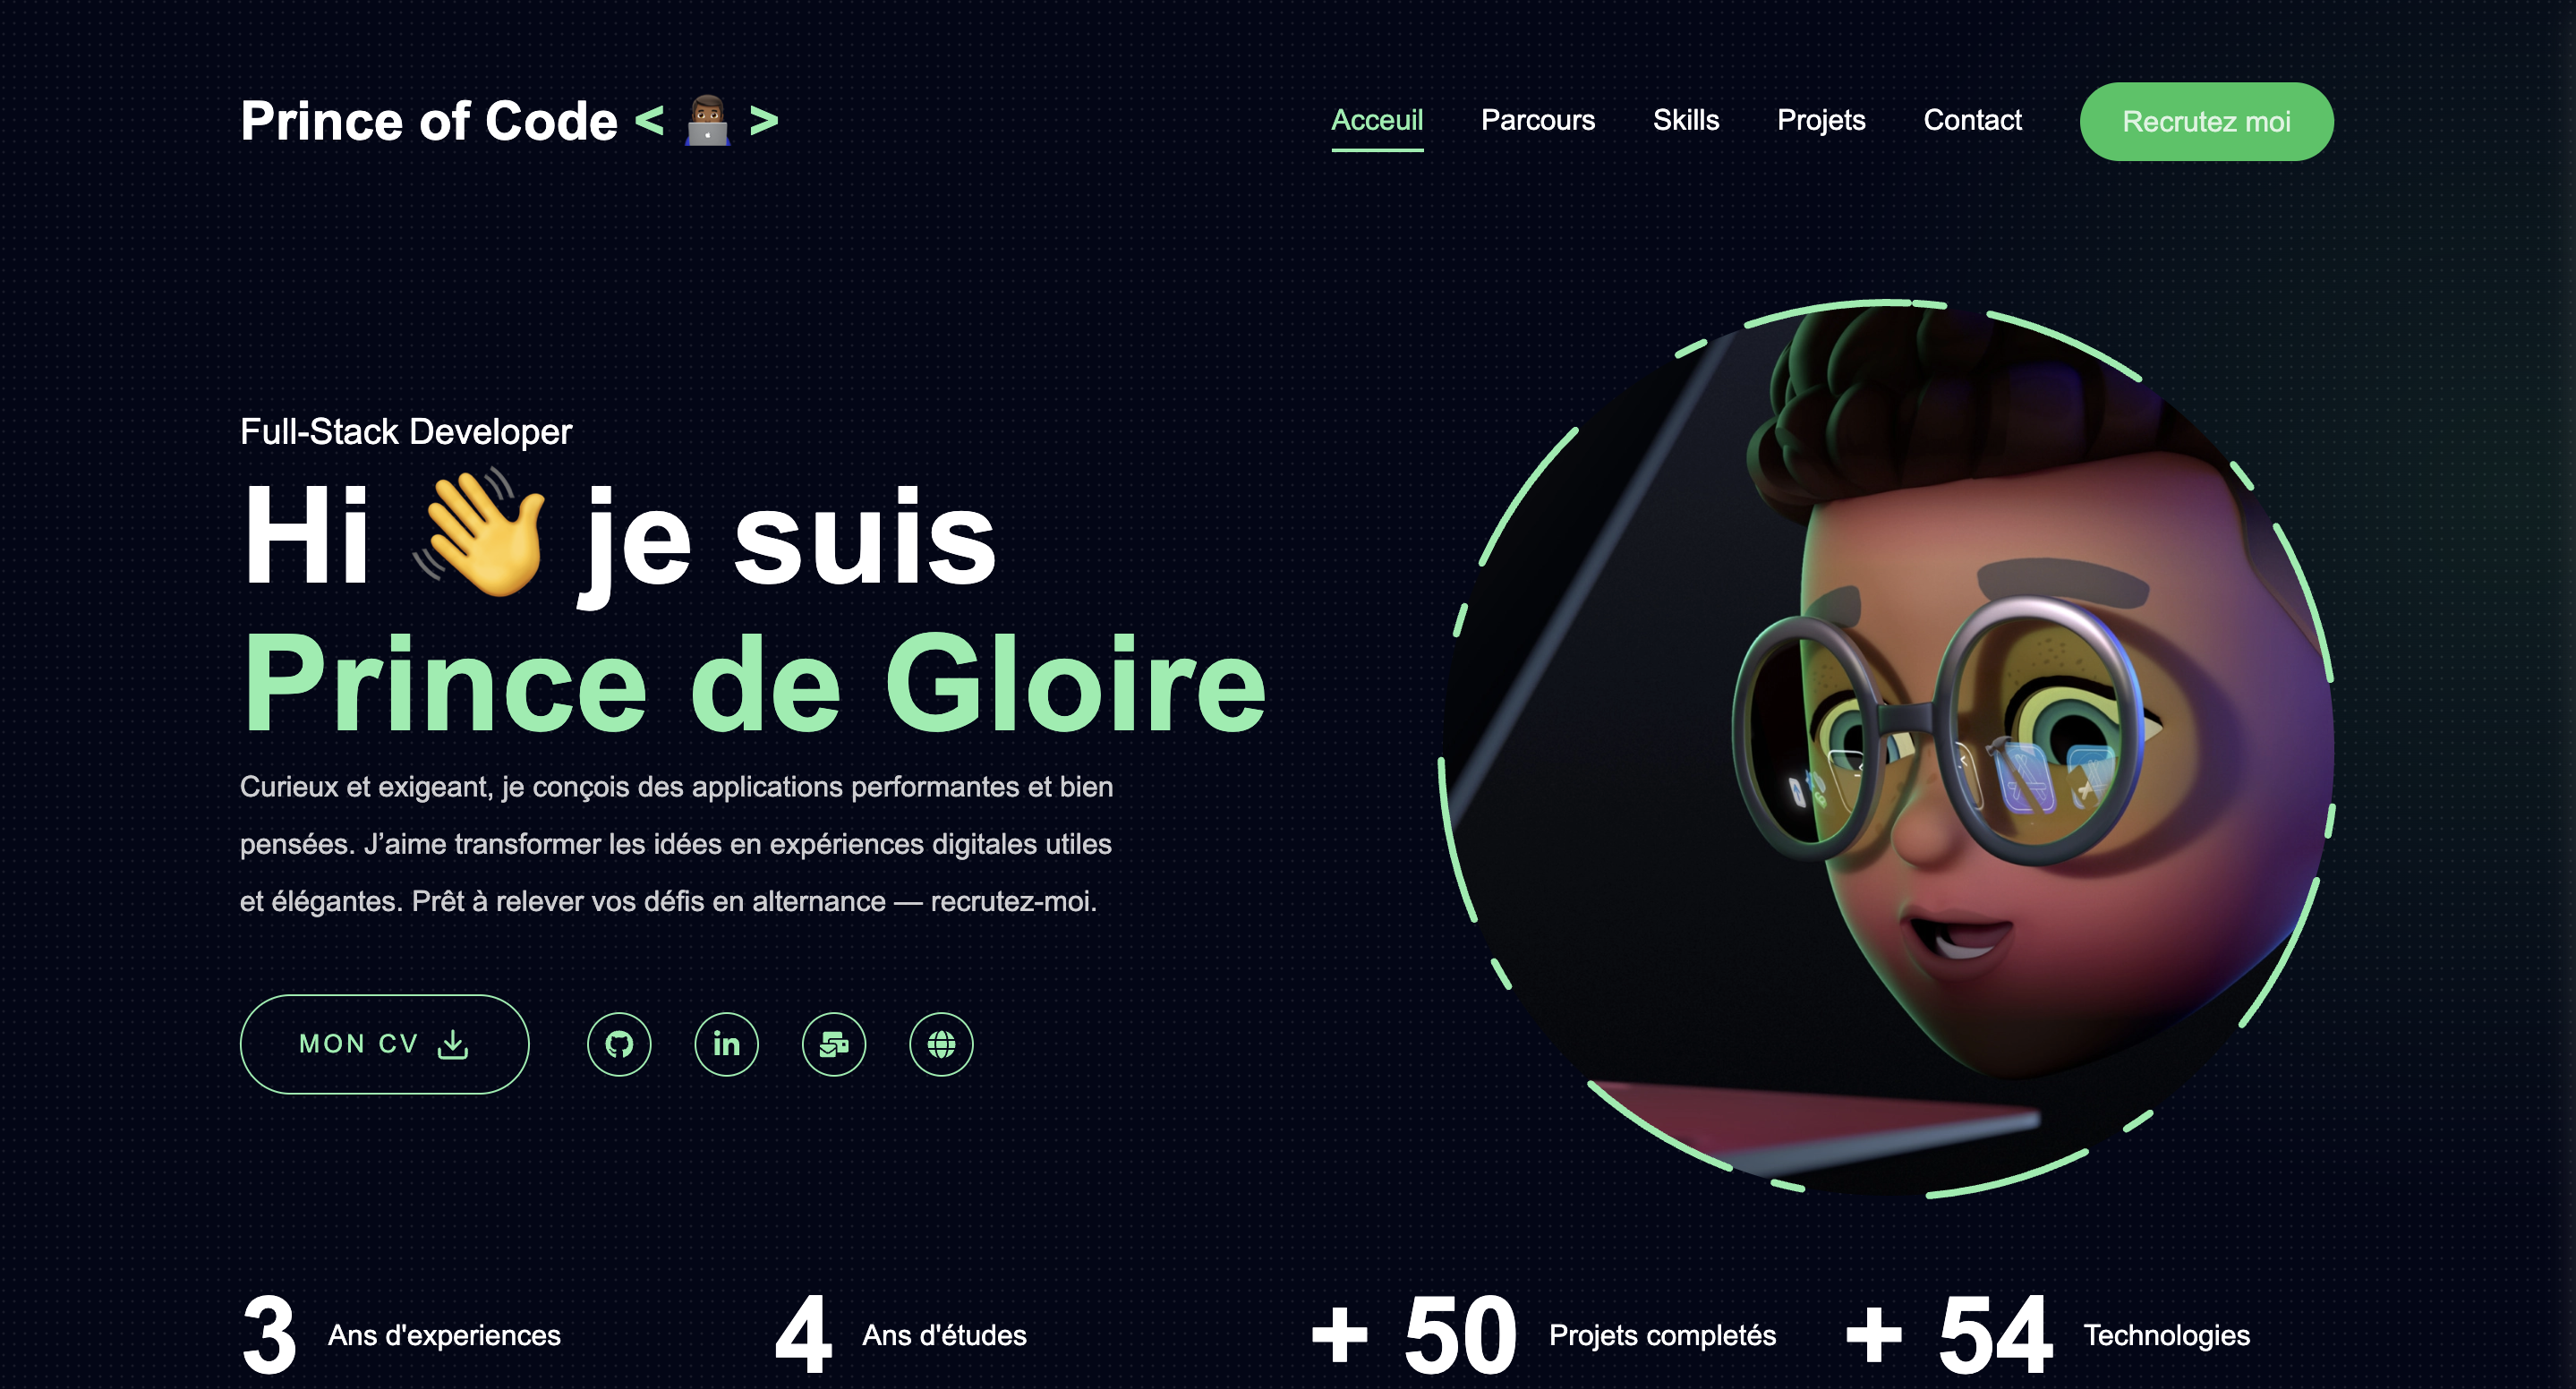 Prince of Code < 👨🏾‍💻 >
Acceuil Parcours Skills Projets Contact Recrutez moi
Full-Stack Developer
Hi 👋 je suis
Prince de Gloire
Curieux et exigeant, je conçois des applications performantes et bien
pensées. J’aime transformer les idées en expériences digitales utiles
et élégantes. Prêt à relever vos défis en alternance — recrutez-moi.
MON CV
in
3 Ans d'experiences
4 Ans d'études
+ 50 Projets completés
+ 54 Technologies